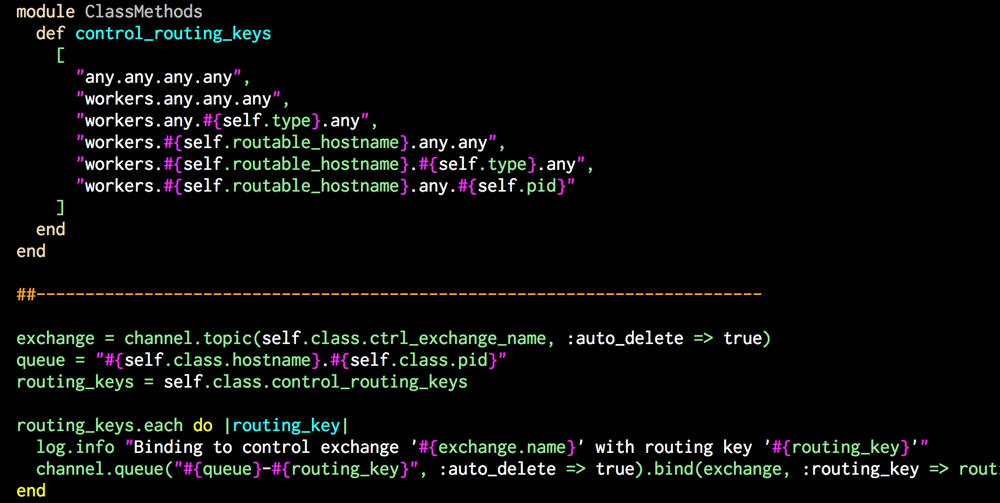 module ClassMethods
  def control_routing_keys
    [
      "any.any.any.any",
      "workers.any.any.any",
      "workers.any.#{self.type}.any",
      "workers.#{self.routable_hostname}.any.any",
      "workers.#{self.routable_hostname}.#{self.type}.any",
      "workers.#{self.routable_hostname}.any.#{self.pid}"
    ]
  end
end
##--------------------------------------------------------------------------
exchange = channel.topic(self.class.ctrl_exchange_name, :auto_delete => true)
queue = "#{self.class.hostname}.#{self.class.pid}"
routing_keys = self.class.control_routing_keys
routing_keys.each do |routing_key|
  log.info "Binding to control exchange '#{exchange.name}' with routing key '#{routing_key}'"
  channel.queue("#{queue}-#{routing_key}", :auto_delete => true).bind(exchange, :routing_key =>
end